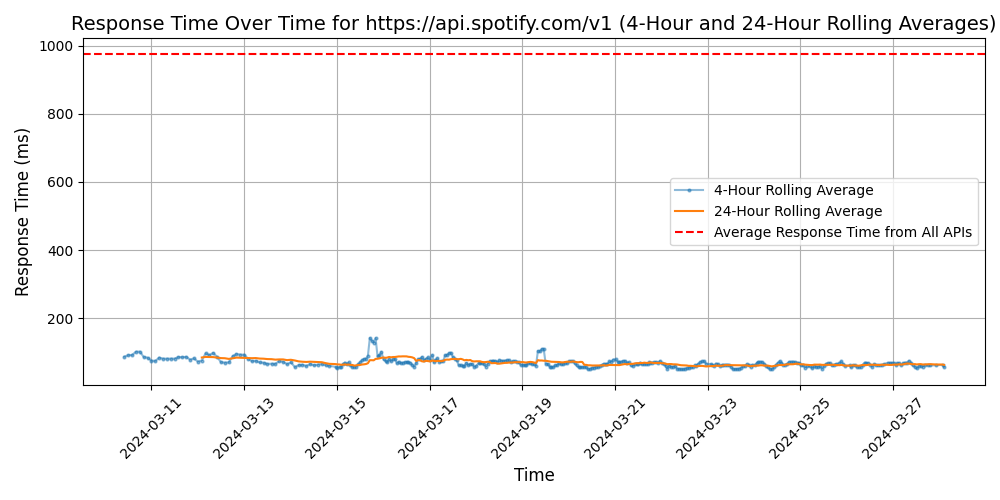 Response Time Over Time for https://api.spotify.com/v1 (4-Hour and 24-Hour Rolling Averages)
1000
800
600
400
200
Response Time (ms)
4-Hour Rolling Average
24-Hour Rolling Average
Average Response Time from All APIs
2024-03-11
2024-03-13
2024-03-15
2024-03-17
2024-03-19
2024-03-21
2024-03-23
2024-03-25
2024-03-27
Time